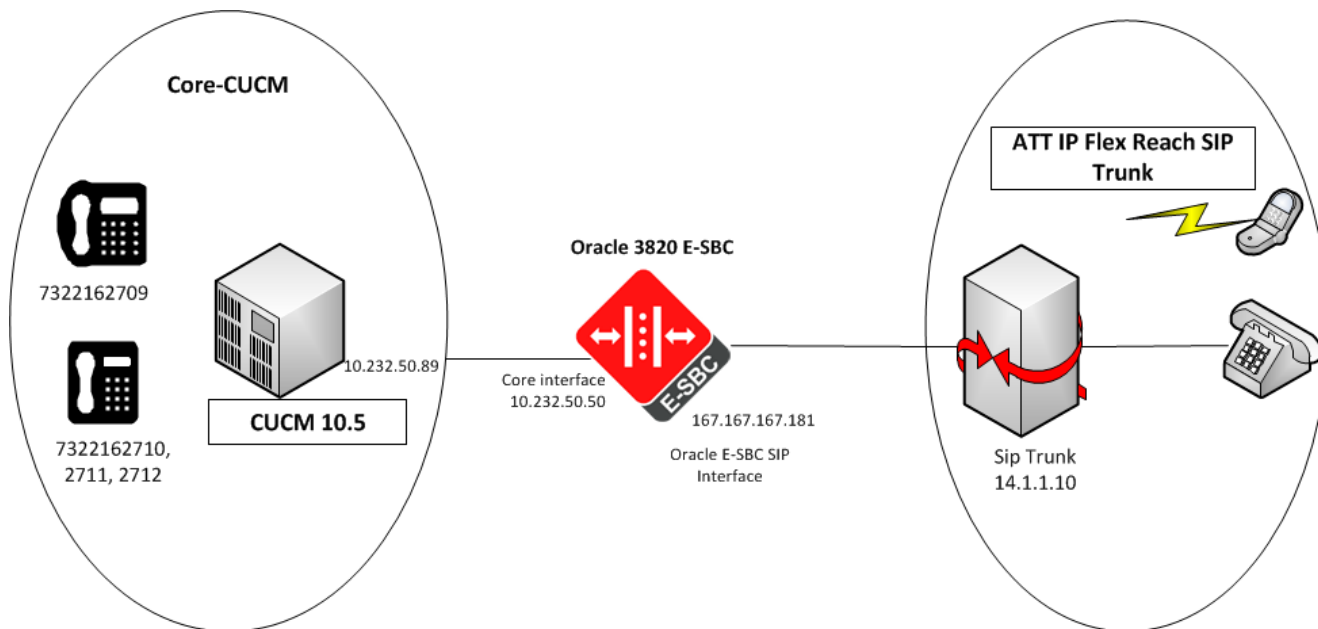 Core-CUCM
7322162709
7322162710,
2711, 2712
10.232.50.89
CUCM 10.5
Oracle 3820 E-SBC
Core interface
10.232.50.50
E-SBC
167.167.167.181
Oracle E-SBC SIP
Interface
ATT IP Flex Reach SIP
Trunk
Sip Trunk
14.1.1.10